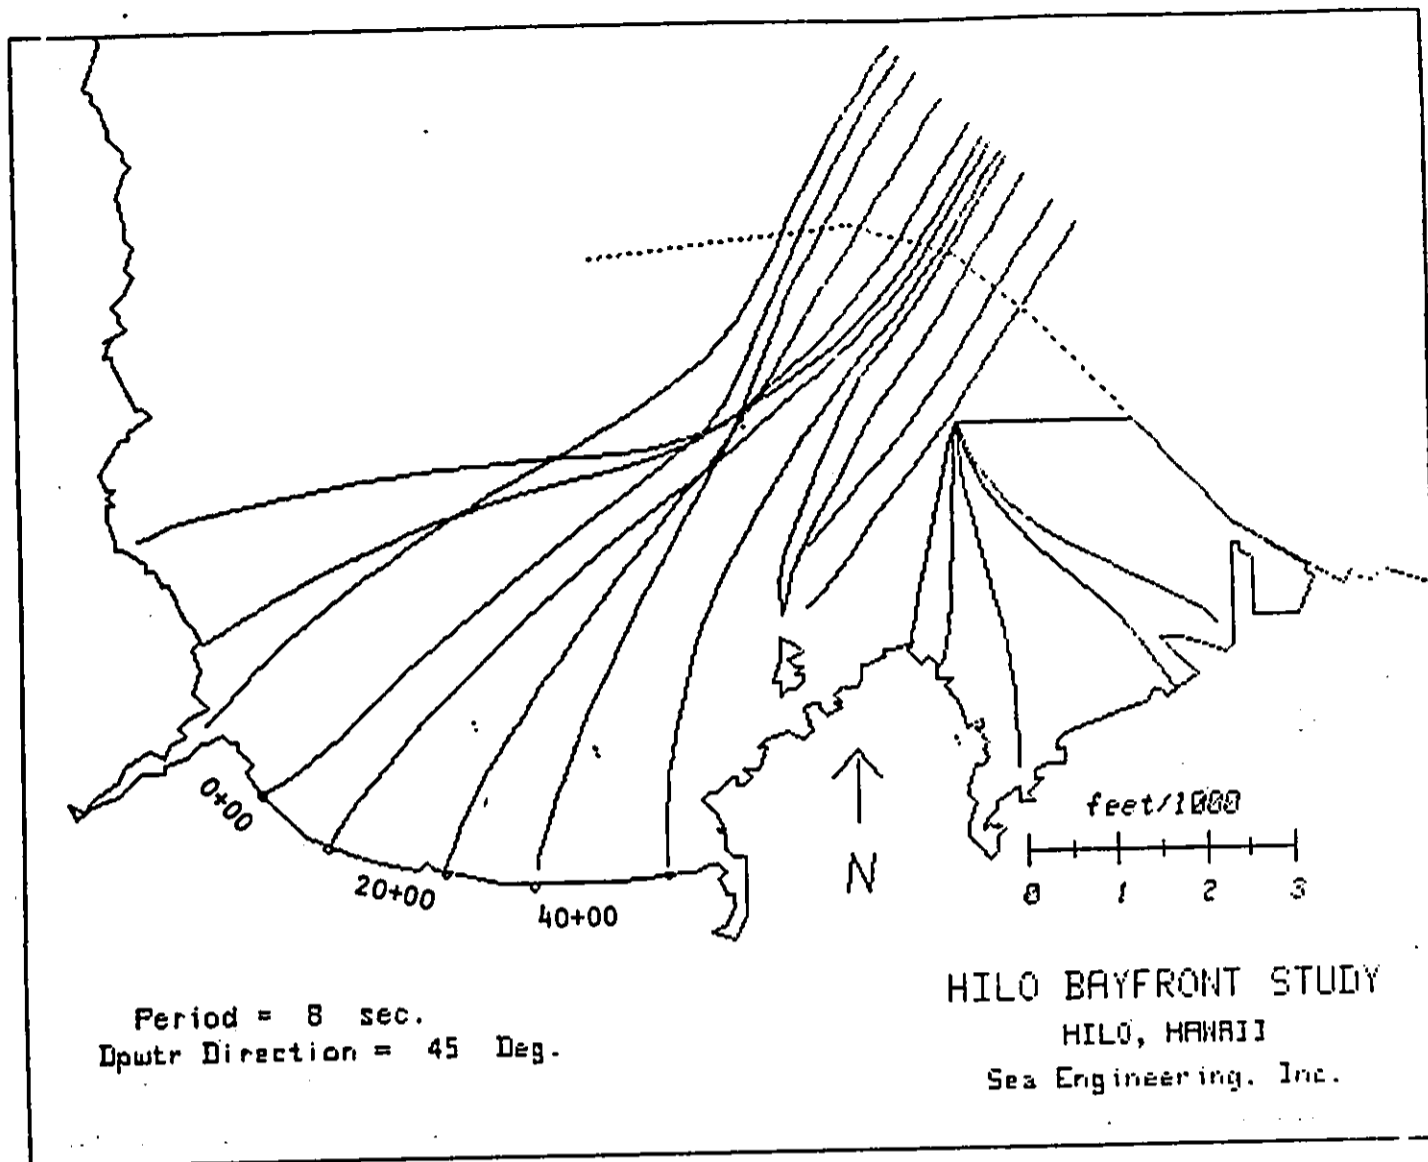 0+00
20+00
40+00
N
feet/1000
0 1 2 3
Period = 8 sec.
Dpwtr Direction = 45 Deg.
HILO BAYFRONT STUDY
HILO, HAWAII
Sea Engineering, Inc.